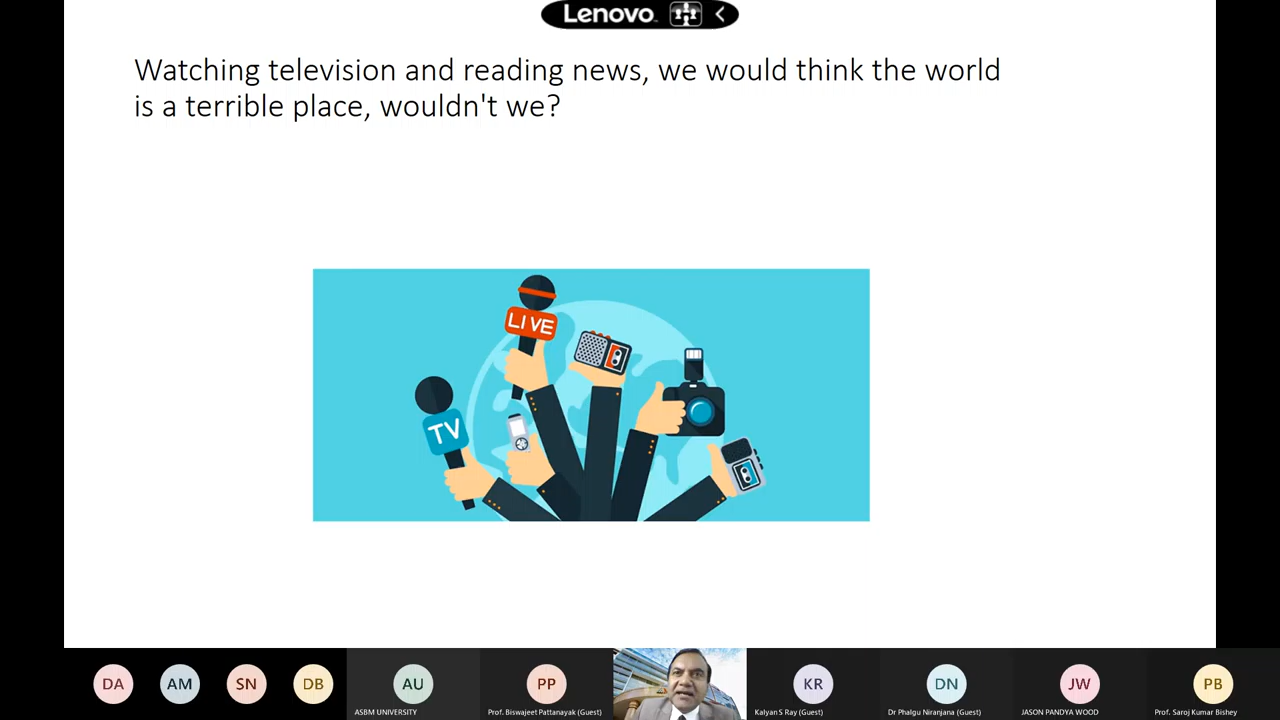 Lenovo
Watching television and reading news, we would think the world
is a terrible place, wouldn't we?
LIVE
TV
DA
AM
SN
DB
AU
PP
KR
DN
JW
PB
ASBM UNIVERSITY
Prof. Biswajeet Pattanayak (Guest)
Kalyan S Ray (Guest)
Dr Phalgu Niranjana (Guest)
JASON PANDYA WOOD
Prof. Saroj Kumar Bishey